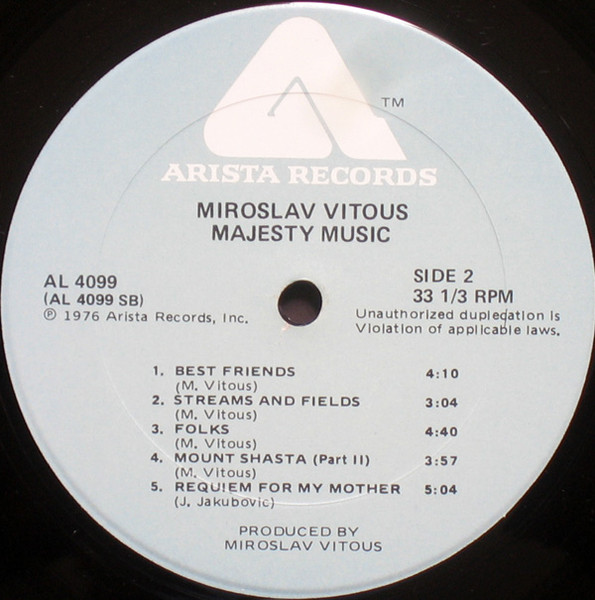 TM
ARISTA RECORDS
MIROSLAV VITOUS
MAJESTY MUSIC
AL 4099
(AL 4099 SB)
℗ 1976 Arista Records, Inc.
SIDE 2
33 1/3 RPM
Unauthorized duplication is
Violation of applicable laws.
1. BEST FRIENDS 4:10
(M. Vitous)
2. STREAMS AND FIELDS 3:04
(M. Vitous)
3. FOLKS 4:40
(M. Vitous)
4. MOUNT SHASTA (Part II) 3:57
(M. Vitous)
5. REQUIEM FOR MY MOTHER 5:04
(J. Jakubovic)
PRODUCED BY
MIROSLAV VITOUS